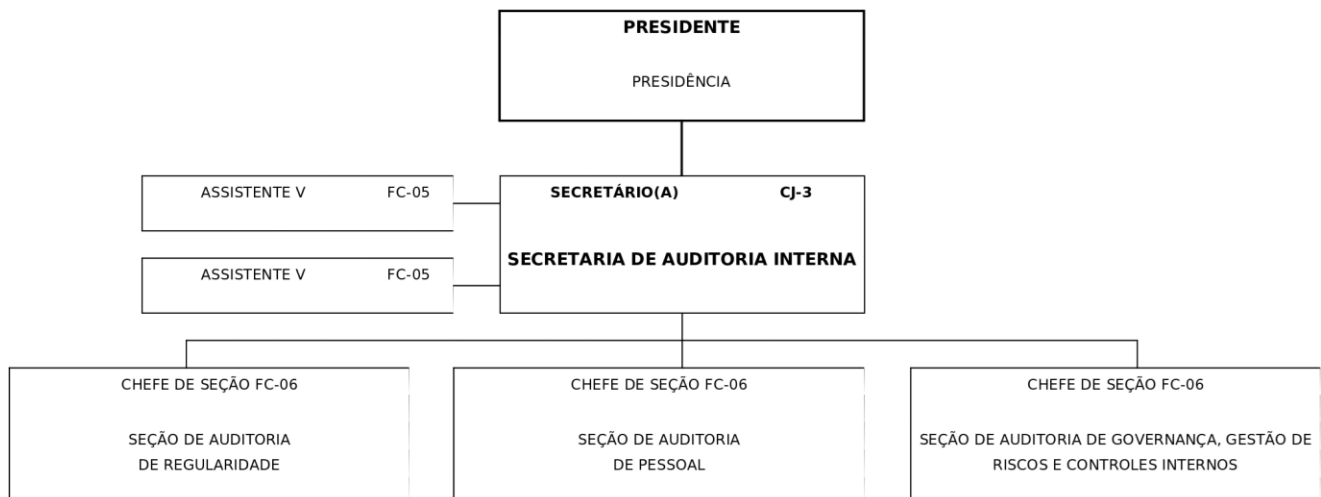 PRESIDENTE
PRESIDÊNCIA
ASSISTENTE V FC-05
SECRETÁRIO(A) CJ-3
SECRETARIA DE AUDITORIA INTERNA
ASSISTENTE V FC-05
CHEFE DE SEÇÃO FC-06
SEÇÃO DE AUDITORIA
DE REGULARIDADE
CHEFE DE SEÇÃO FC-06
SEÇÃO DE AUDITORIA
DE PESSOAL
CHEFE DE SEÇÃO FC-06
SEÇÃO DE AUDITORIA DE GOVERNANÇA, GESTÃO DE
RISCOS E CONTROLES INTERNOS